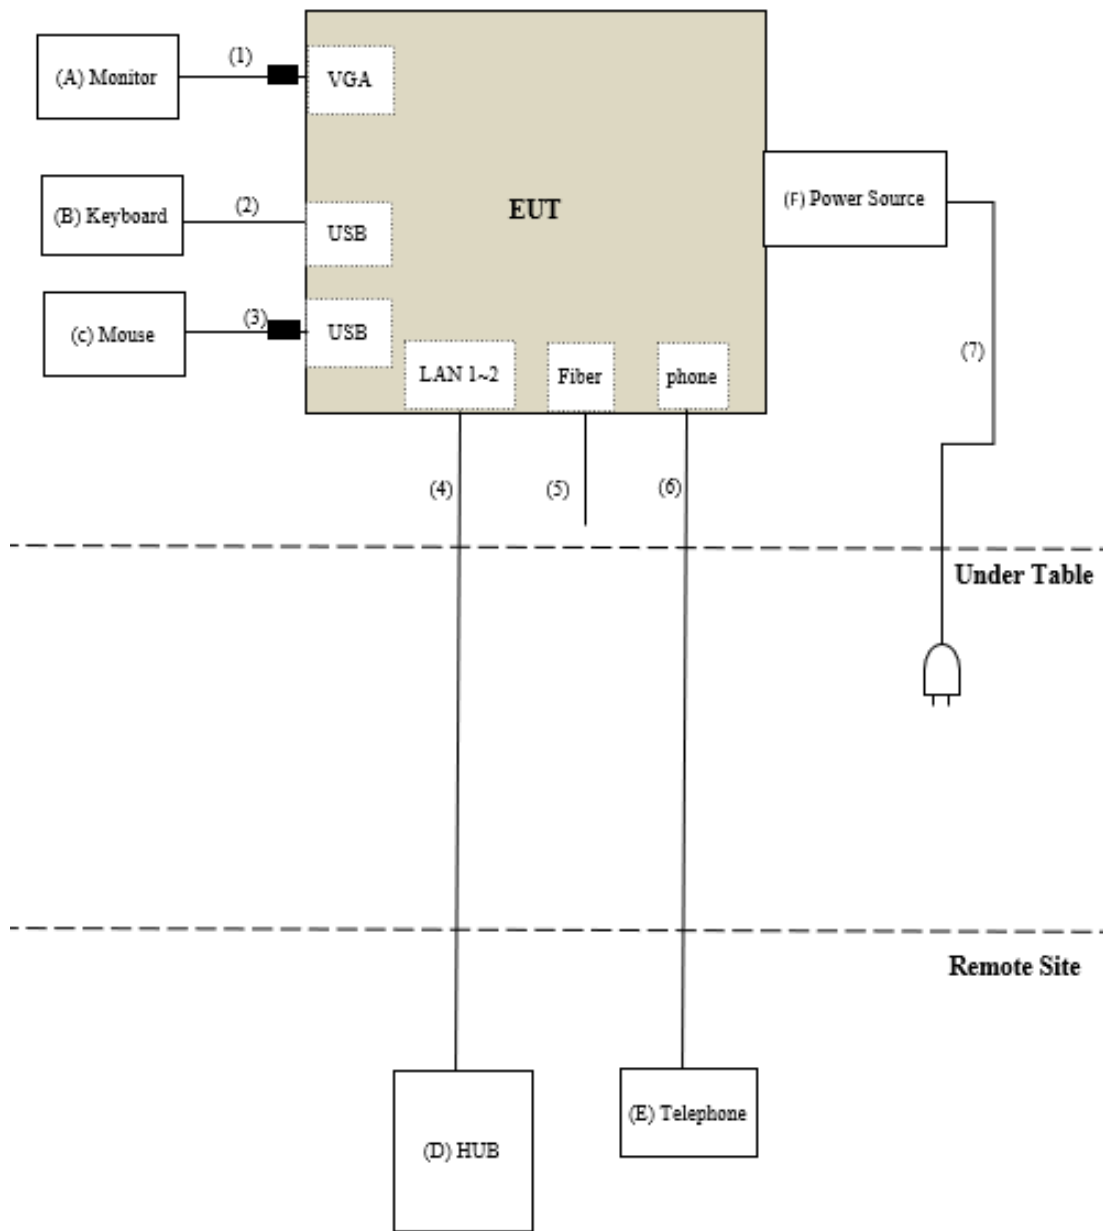 (1)
(A) Monitor
VGA
EUT
(F) Power Source
(2)
(B) Keyboard
USB
(3)
(c) Mouse
USB
LAN 1~2
Fiber
phone
(7)
(4)
(5)
(6)
Under Table
Remote Site
(D) HUB
(E) Telephone